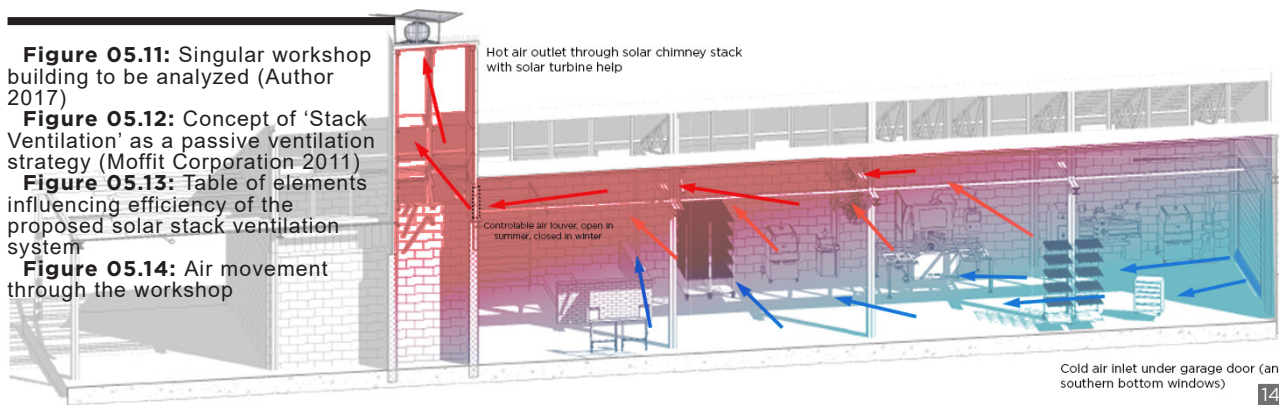 Figure 05.11: Singular workshop
building to be analyzed (Author
2017)
Figure 05.12: Concept of ‘Stack
Ventilation’ as a passive ventilation
strategy (Moffit Corporation 2011)
Figure 05.13: Table of elements
influencing efficiency of the
proposed solar stack ventilation
system
Figure 05.14: Air movement
through the workshop
Hot air outlet through solar chimney stack
with solar turbine help
Controlable air louver, open in
summer, closed in winter
Cold air inlet under garage door (an
southern bottom windows)
14